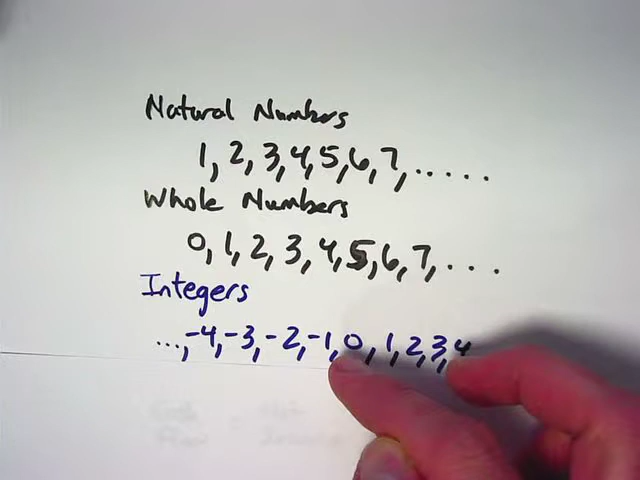 Natural Numbers
1, 2, 3, 4, 5, 6, 7, .....
Whole Numbers
0, 1, 2, 3, 4, 5, 6, 7, ...
Integers
..., -4, -3, -2, -1, 0, 1, 2, 3, 4